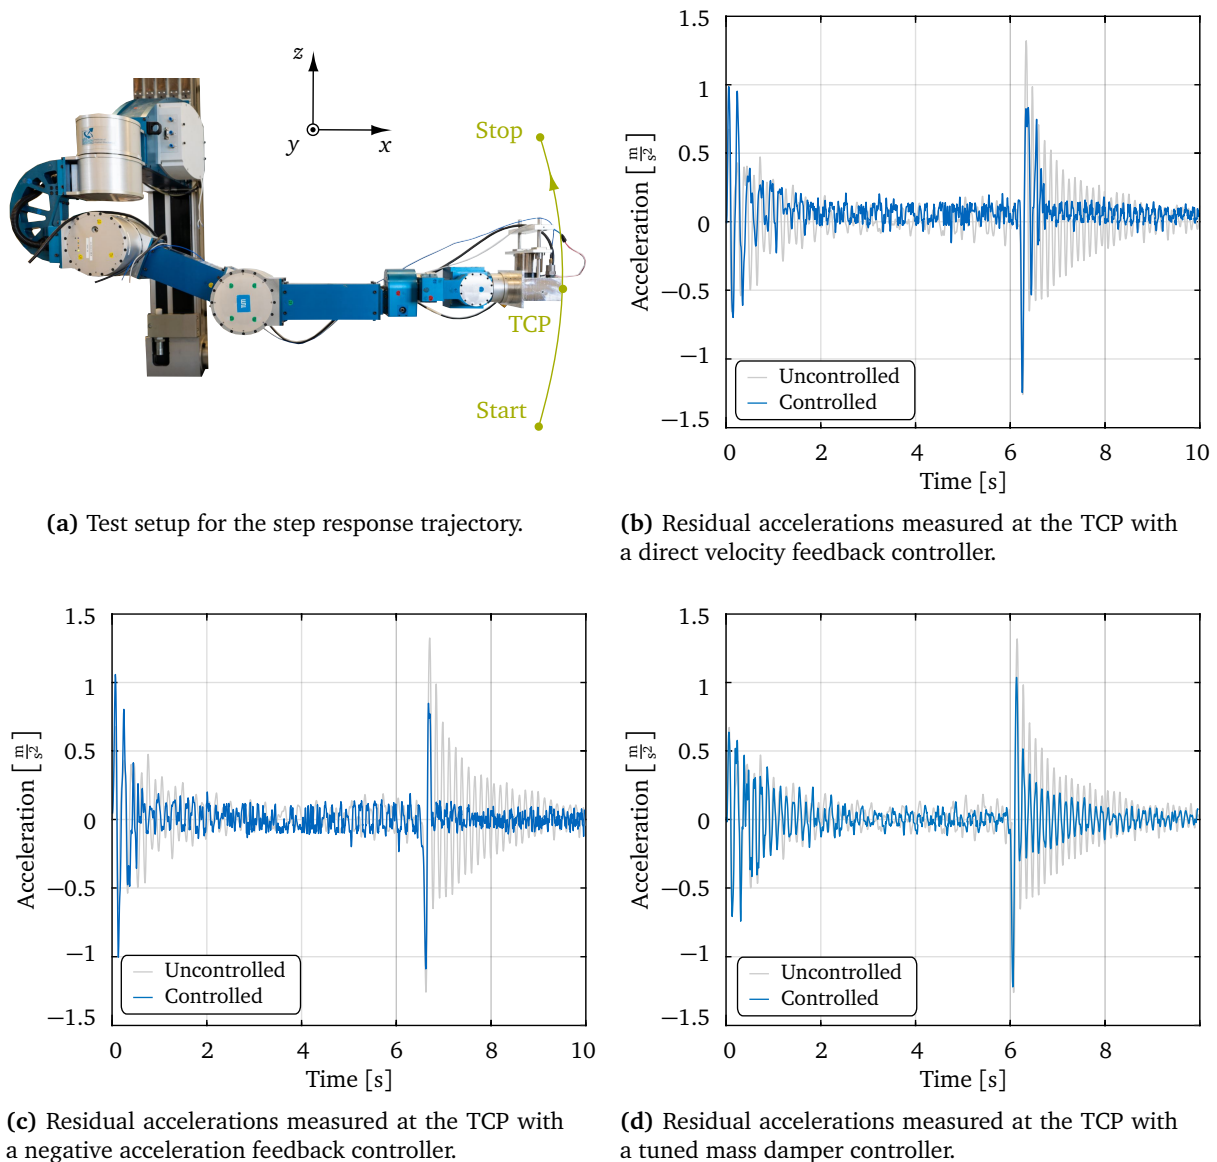 z
y
x
Stop
TCP
Start
(a) Test setup for the step response trajectory.
1.5
1
0.5
0
−0.5
−1
−1.5
Acceleration [m/s²]
Uncontrolled
Controlled
0 2 4 6 8 10
Time [s]
(b) Residual accelerations measured at the TCP with
a direct velocity feedback controller.
1.5
1
0.5
0
−0.5
−1
−1.5
Acceleration [m/s²]
Uncontrolled
Controlled
0 2 4 6 8 10
Time [s]
(c) Residual accelerations measured at the TCP with
a negative acceleration feedback controller.
1.5
1
0.5
0
−0.5
−1
−1.5
Acceleration [m/s²]
Uncontrolled
Controlled
0 2 4 6 8 10
Time [s]
(d) Residual accelerations measured at the TCP with
a tuned mass damper controller.